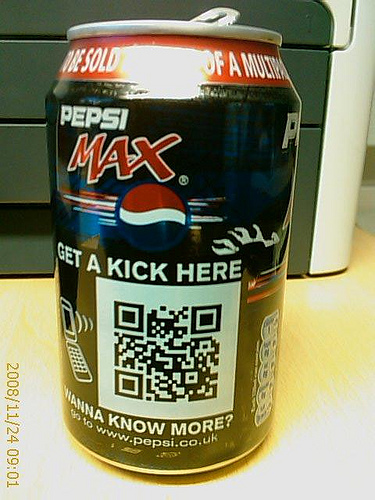 BE SOLD OF A MULTIPA
PEPSI
MAX
®
GET A KICK HERE
WANNA KNOW MORE?
go to www.pepsi.co.uk
2008/11/24 09:01